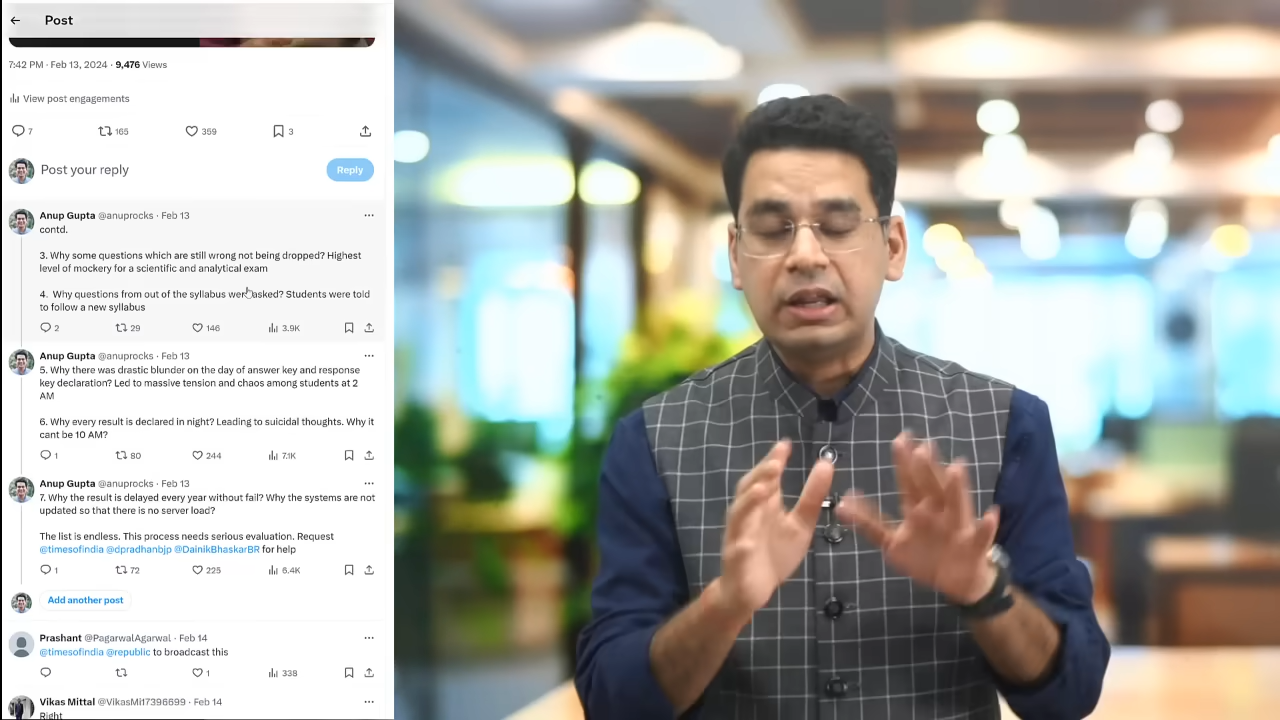 Post
7:42 PM · Feb 13, 2024 · 9,476 Views
View post engagements
7 165 359 3
Post your reply
Reply
Anup Gupta @anuprocks · Feb 13
contd.
3. Why some questions which are still wrong not being dropped? Highest
level of mockery for a scientific and analytical exam
4. Why questions from out of the syllabus were asked? Students were told
to follow a new syllabus
2 29 146 3.9K
Anup Gupta @anuprocks · Feb 13
5. Why there was drastic blunder on the day of answer key and response
key declaration? Led to massive tension and chaos among students at 2
AM
6. Why every result is declared in night? Leading to suicidal thoughts. Why it
cant be 10 AM?
1 80 244 7.1K
Anup Gupta @anuprocks · Feb 13
7. Why the result is delayed every year without fail? Why the systems are not
updated so that there is no server load?
The list is endless. This process needs serious evaluation. Request
@timesofindia @dpradhanbjp @DainikBhaskarBR for help
1 72 225 6.4K
Add another post
Prashant @PagarwalAgarwal · Feb 14
@timesofindia @republic to broadcast this
1 338
Vikas Mittal @VikasMi17396699 · Feb 14
Right